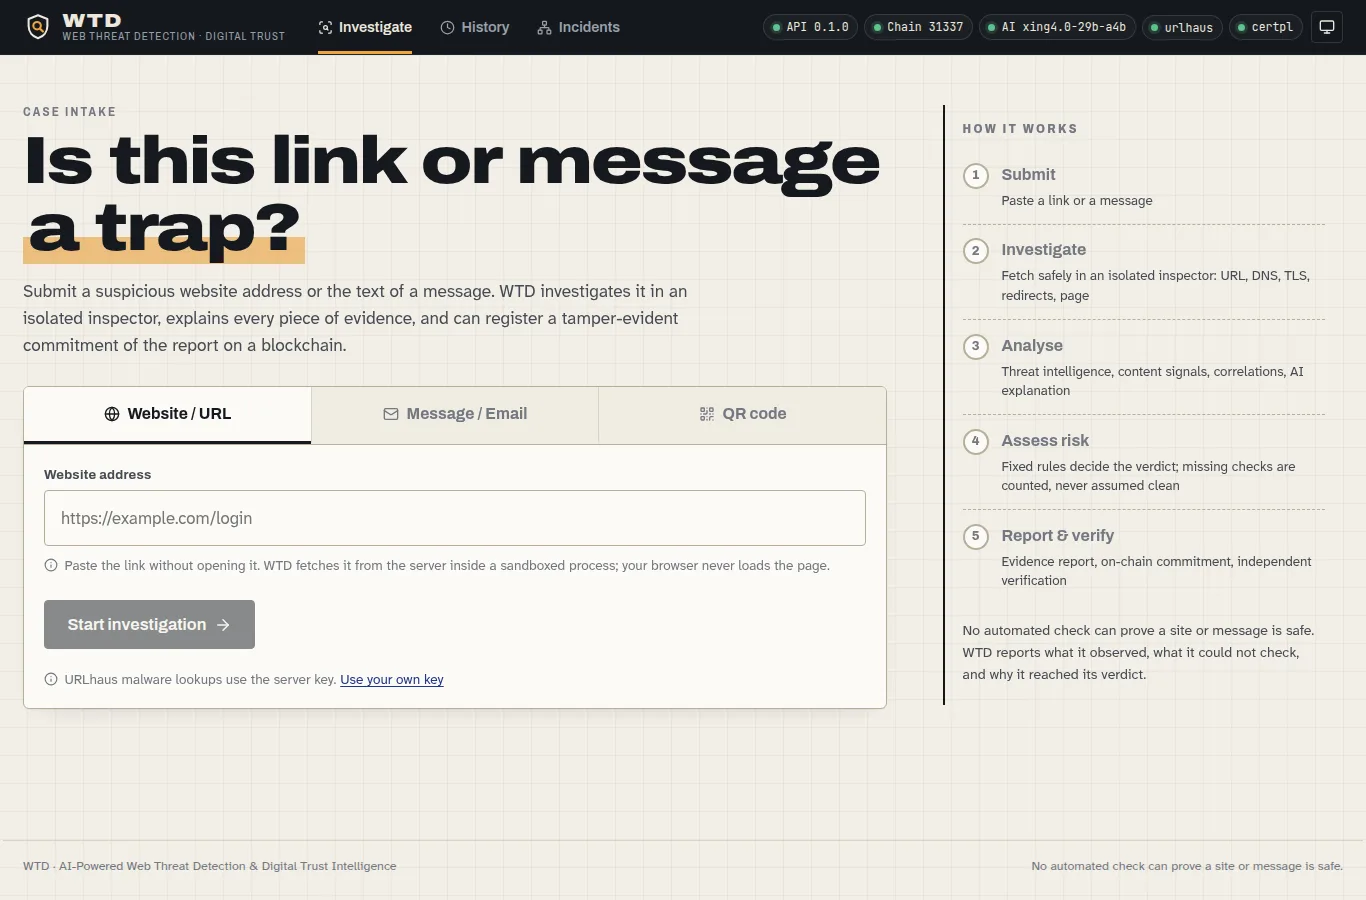 WTD
WEB THREAT DETECTION · DIGITAL TRUST
Investigate
History
Incidents
API 0.1.0
Chain 31337
AI xing4.0-29b-a4b
urlhaus
certpl
CASE INTAKE
Is this link or message
a trap?
Submit a suspicious website address or the text of a message. WTD investigates it in an
isolated inspector, explains every piece of evidence, and can register a tamper-evident
commitment of the report on a blockchain.
Website / URL
Message / Email
QR code
Website address
https://example.com/login
Paste the link without opening it. WTD fetches it from the server inside a sandboxed process; your browser never loads the page.
Start investigation
URLhaus malware lookups use the server key. Use your own key
HOW IT WORKS
1 Submit
Paste a link or a message
2 Investigate
Fetch safely in an isolated inspector: URL, DNS, TLS,
redirects, page
3 Analyse
Threat intelligence, content signals, correlations, AI
explanation
4 Assess risk
Fixed rules decide the verdict; missing checks are
counted, never assumed clean
5 Report & verify
Evidence report, on-chain commitment, independent
verification
No automated check can prove a site or message is safe.
WTD reports what it observed, what it could not check,
and why it reached its verdict.
WTD · AI-Powered Web Threat Detection & Digital Trust Intelligence
No automated check can prove a site or message is safe.